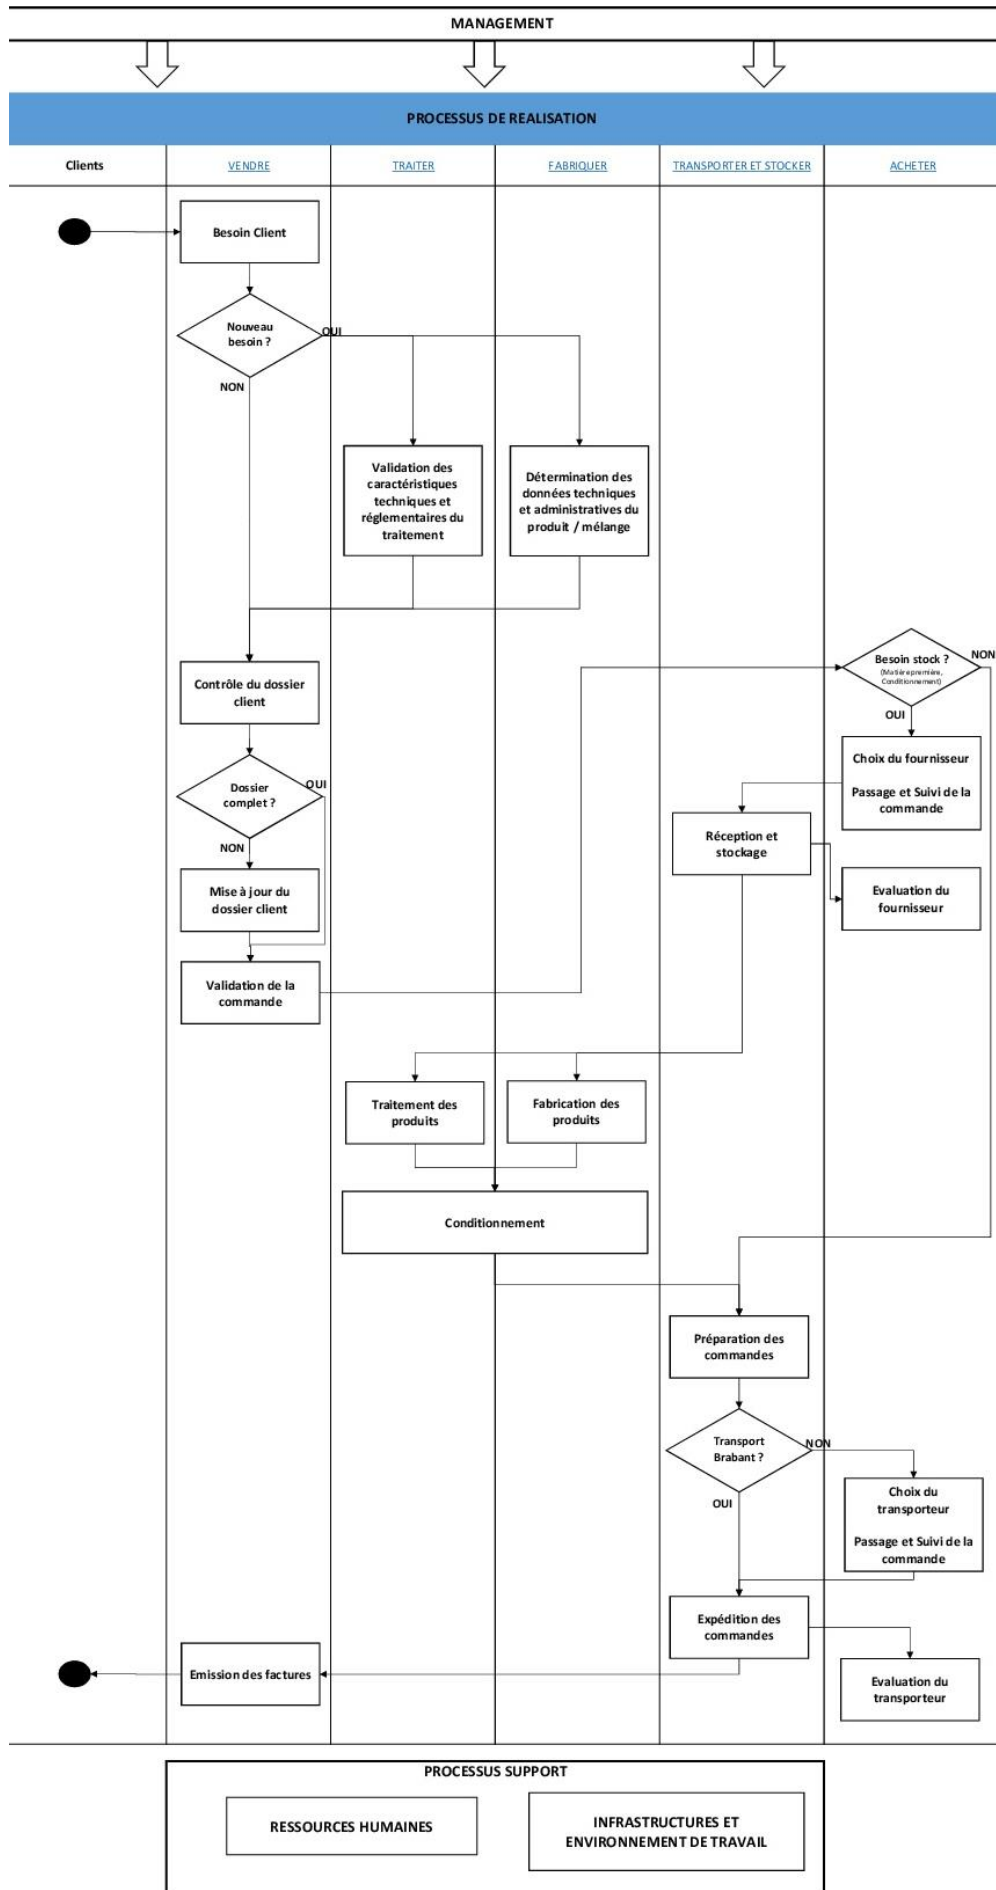 MANAGEMENT
PROCESSUS DE REALISATION
Clients
VENDRE
TRAITER
FABRIQUER
TRANSPORTER ET STOCKER
ACHETER
Besoin Client
Nouveau
besoin ?
OUI
NON
Validation des
caractéristiques
techniques et
réglementaires du
traitement
Détermination des
données techniques
et administratives du
produit / mélange
Contrôle du dossier
client
Besoin stock ?
(Matière première,
Conditionnement)
NON
OUI
Dossier
complet ?
OUI
NON
Choix du fournisseur
Passage et Suivi de la
commande
Réception et
stockage
Mise à jour du
dossier client
Evaluation du
fournisseur
Validation de la
commande
Traitement des
produits
Fabrication des
produits
Conditionnement
Préparation des
commandes
Transport
Brabant ?
NON
OUI
Choix du
transporteur
Passage et Suivi de la
commande
Expédition des
commandes
Emission des factures
Evaluation du
transporteur
PROCESSUS SUPPORT
RESSOURCES HUMAINES
INFRASTRUCTURES ET
ENVIRONNEMENT DE TRAVAIL